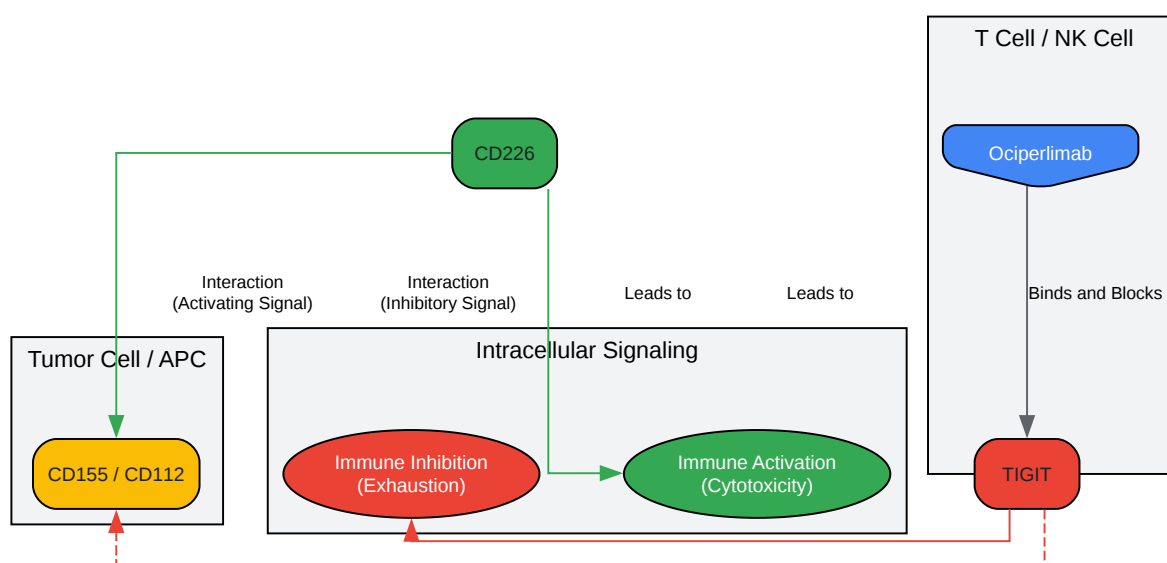 T Cell / NK Cell
CD226
Ociperlimab
Interaction
(Activating Signal)
Interaction
(Inhibitory Signal)
Leads to
Leads to
Binds and Blocks
Tumor Cell / APC
Intracellular Signaling
CD155 / CD112
Immune Inhibition
(Exhaustion)
Immune Activation
(Cytotoxicity)
TIGIT